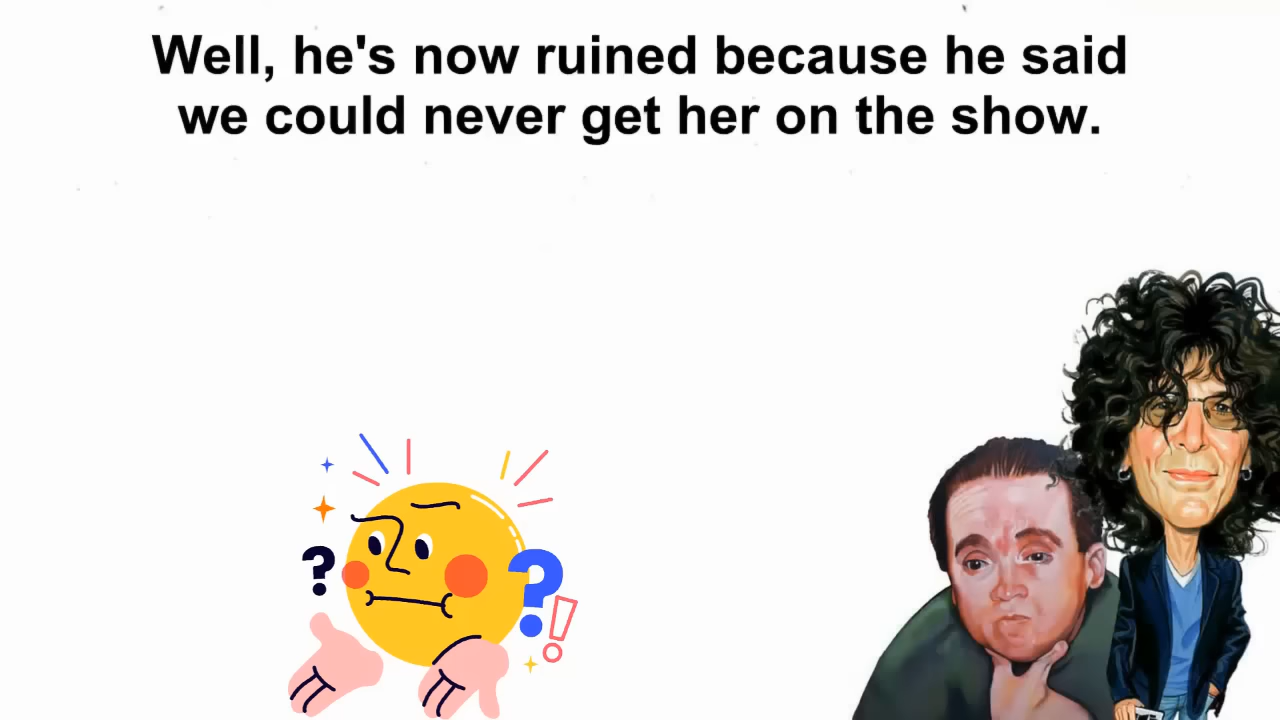 Well, he's now ruined because he said
we could never get her on the show.